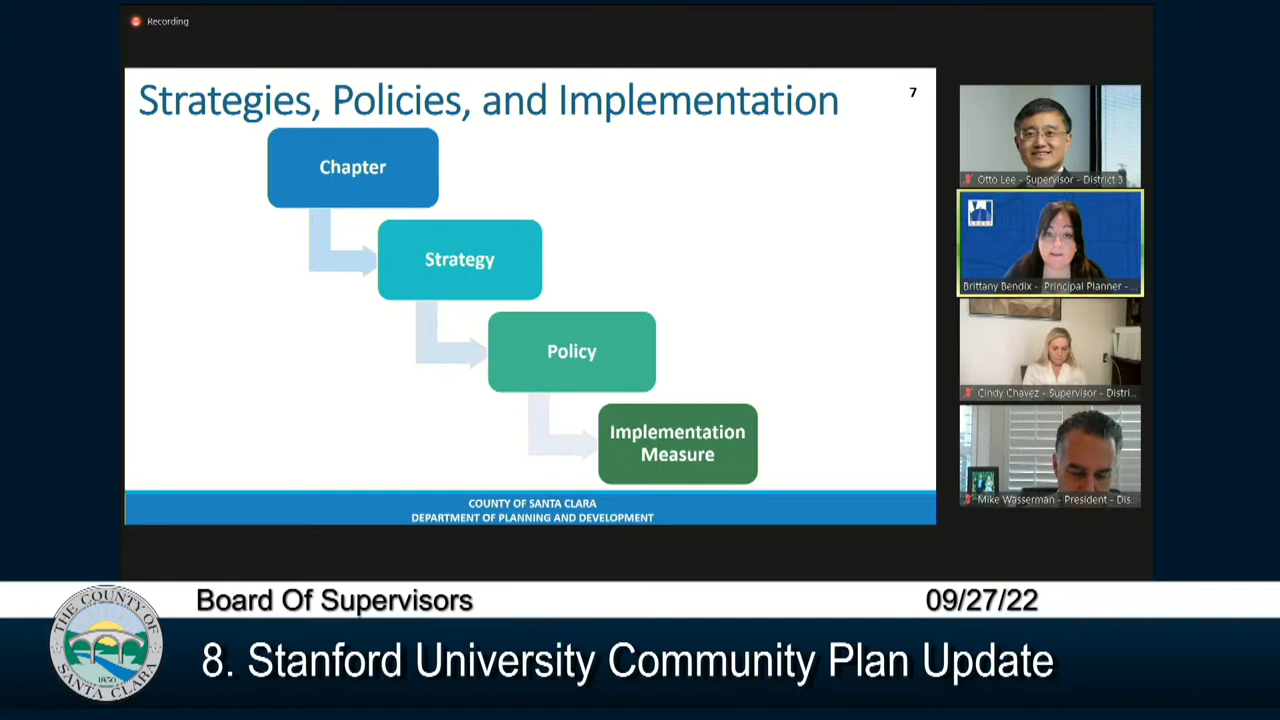 Recording
Strategies, Policies, and Implementation
7
Chapter
Strategy
Policy
Implementation
Measure
COUNTY OF SANTA CLARA
DEPARTMENT OF PLANNING AND DEVELOPMENT
Otto Lee - Supervisor - District 3
Brittany Bendix - Principal Planner - ...
Cindy Chavez - Supervisor - Distri...
Mike Wasserman - President - Dis...
Board Of Supervisors
09/27/22
THE COUNTY OF
SANTA CLARA
1850
8. Stanford University Community Plan Update